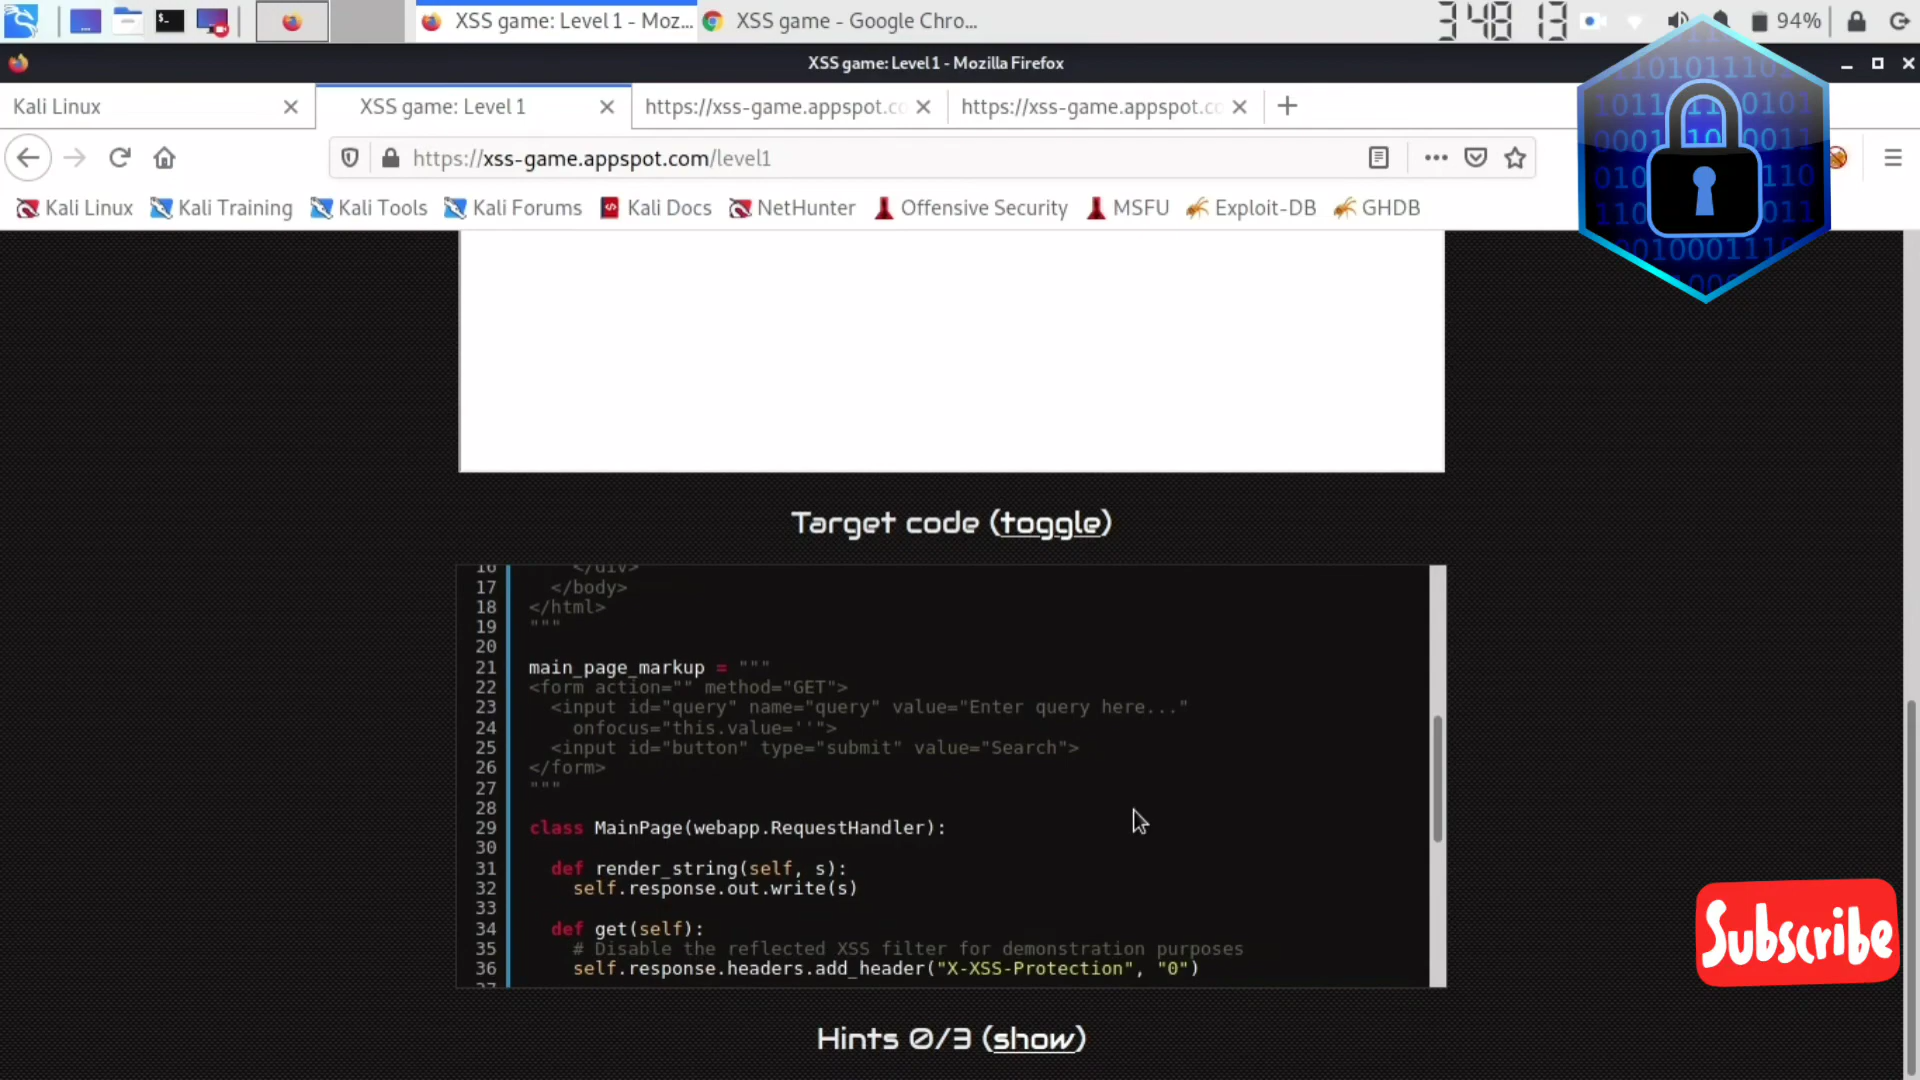 XSS game: Level 1 - Moz...
XSS game - Google Chro...
3 48 13
94%
XSS game: Level 1 - Mozilla Firefox
Kali Linux
XSS game: Level 1
https://xss-game.appspot.co
https://xss-game.appspot.co
https://xss-game.appspot.com/level1
Kali Linux
Kali Training
Kali Tools
Kali Forums
Kali Docs
NetHunter
Offensive Security
MSFU
Exploit-DB
GHDB
Target code (toggle)
16 </div>
17 </body>
18 </html>
19 """
20
21 main_page_markup = """
22 <form action="" method="GET">
23 <input id="query" name="query" value="Enter query here..."
24 onfocus="this.value=''">
25 <input id="button" type="submit" value="Search">
26 </form>
27 """
28
29 class MainPage(webapp.RequestHandler):
30
31 def render_string(self, s):
32 self.response.out.write(s)
33
34 def get(self):
35 # Disable the reflected XSS filter for demonstration purposes
36 self.response.headers.add_header("X-XSS-Protection", "0")
Subscribe
Hints 0/3 (show)